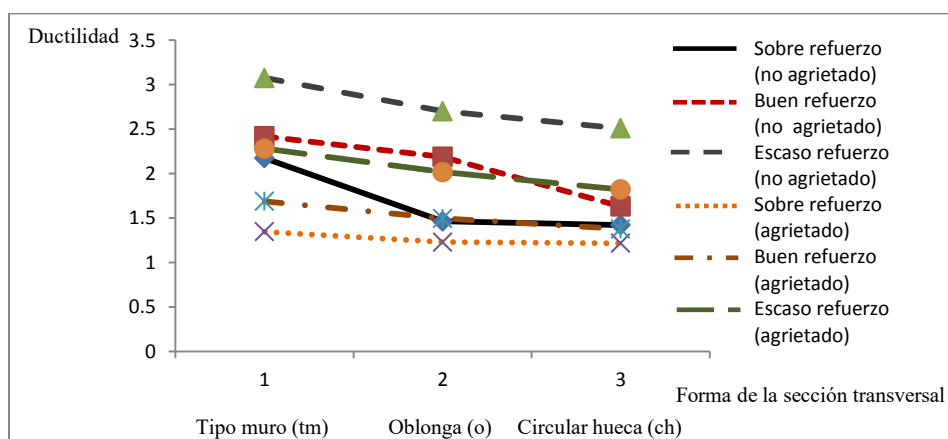 Ductilidad
3.5
3
2.5
2
1.5
1
0.5
0
1 2 3
Tipo muro (tm) Oblonga (o) Circular hueca (ch)
Forma de la sección transversal
Sobre refuerzo
(no agrietado)
Buen refuerzo
(no agrietado)
Escaso refuerzo
(no agrietado)
Sobre refuerzo
(agrietado)
Buen refuerzo
(agrietado)
Escaso refuerzo
(agrietado)